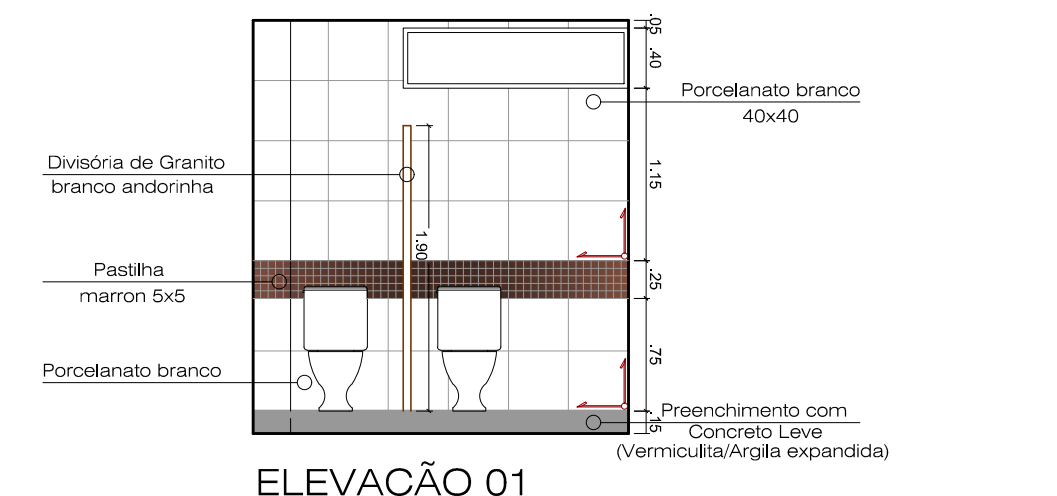 .05
.40
Porcelanato branco
40x40
Divisória de Granito
branco andorinha
1.15
1.90
Pastilha
marron 5x5
.25
.75
Porcelanato branco
.15
Preenchimento com
Concreto Leve
(Vermiculita/Argila expandida)
ELEVACÃO 01